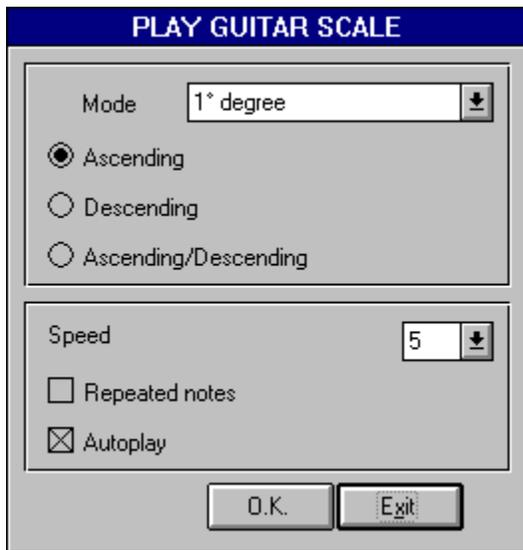 PLAY GUITAR SCALE
Mode 1° degree
Ascending
Descending
Ascending/Descending
Speed 5
Repeated notes
Autoplay
O.K. Exit